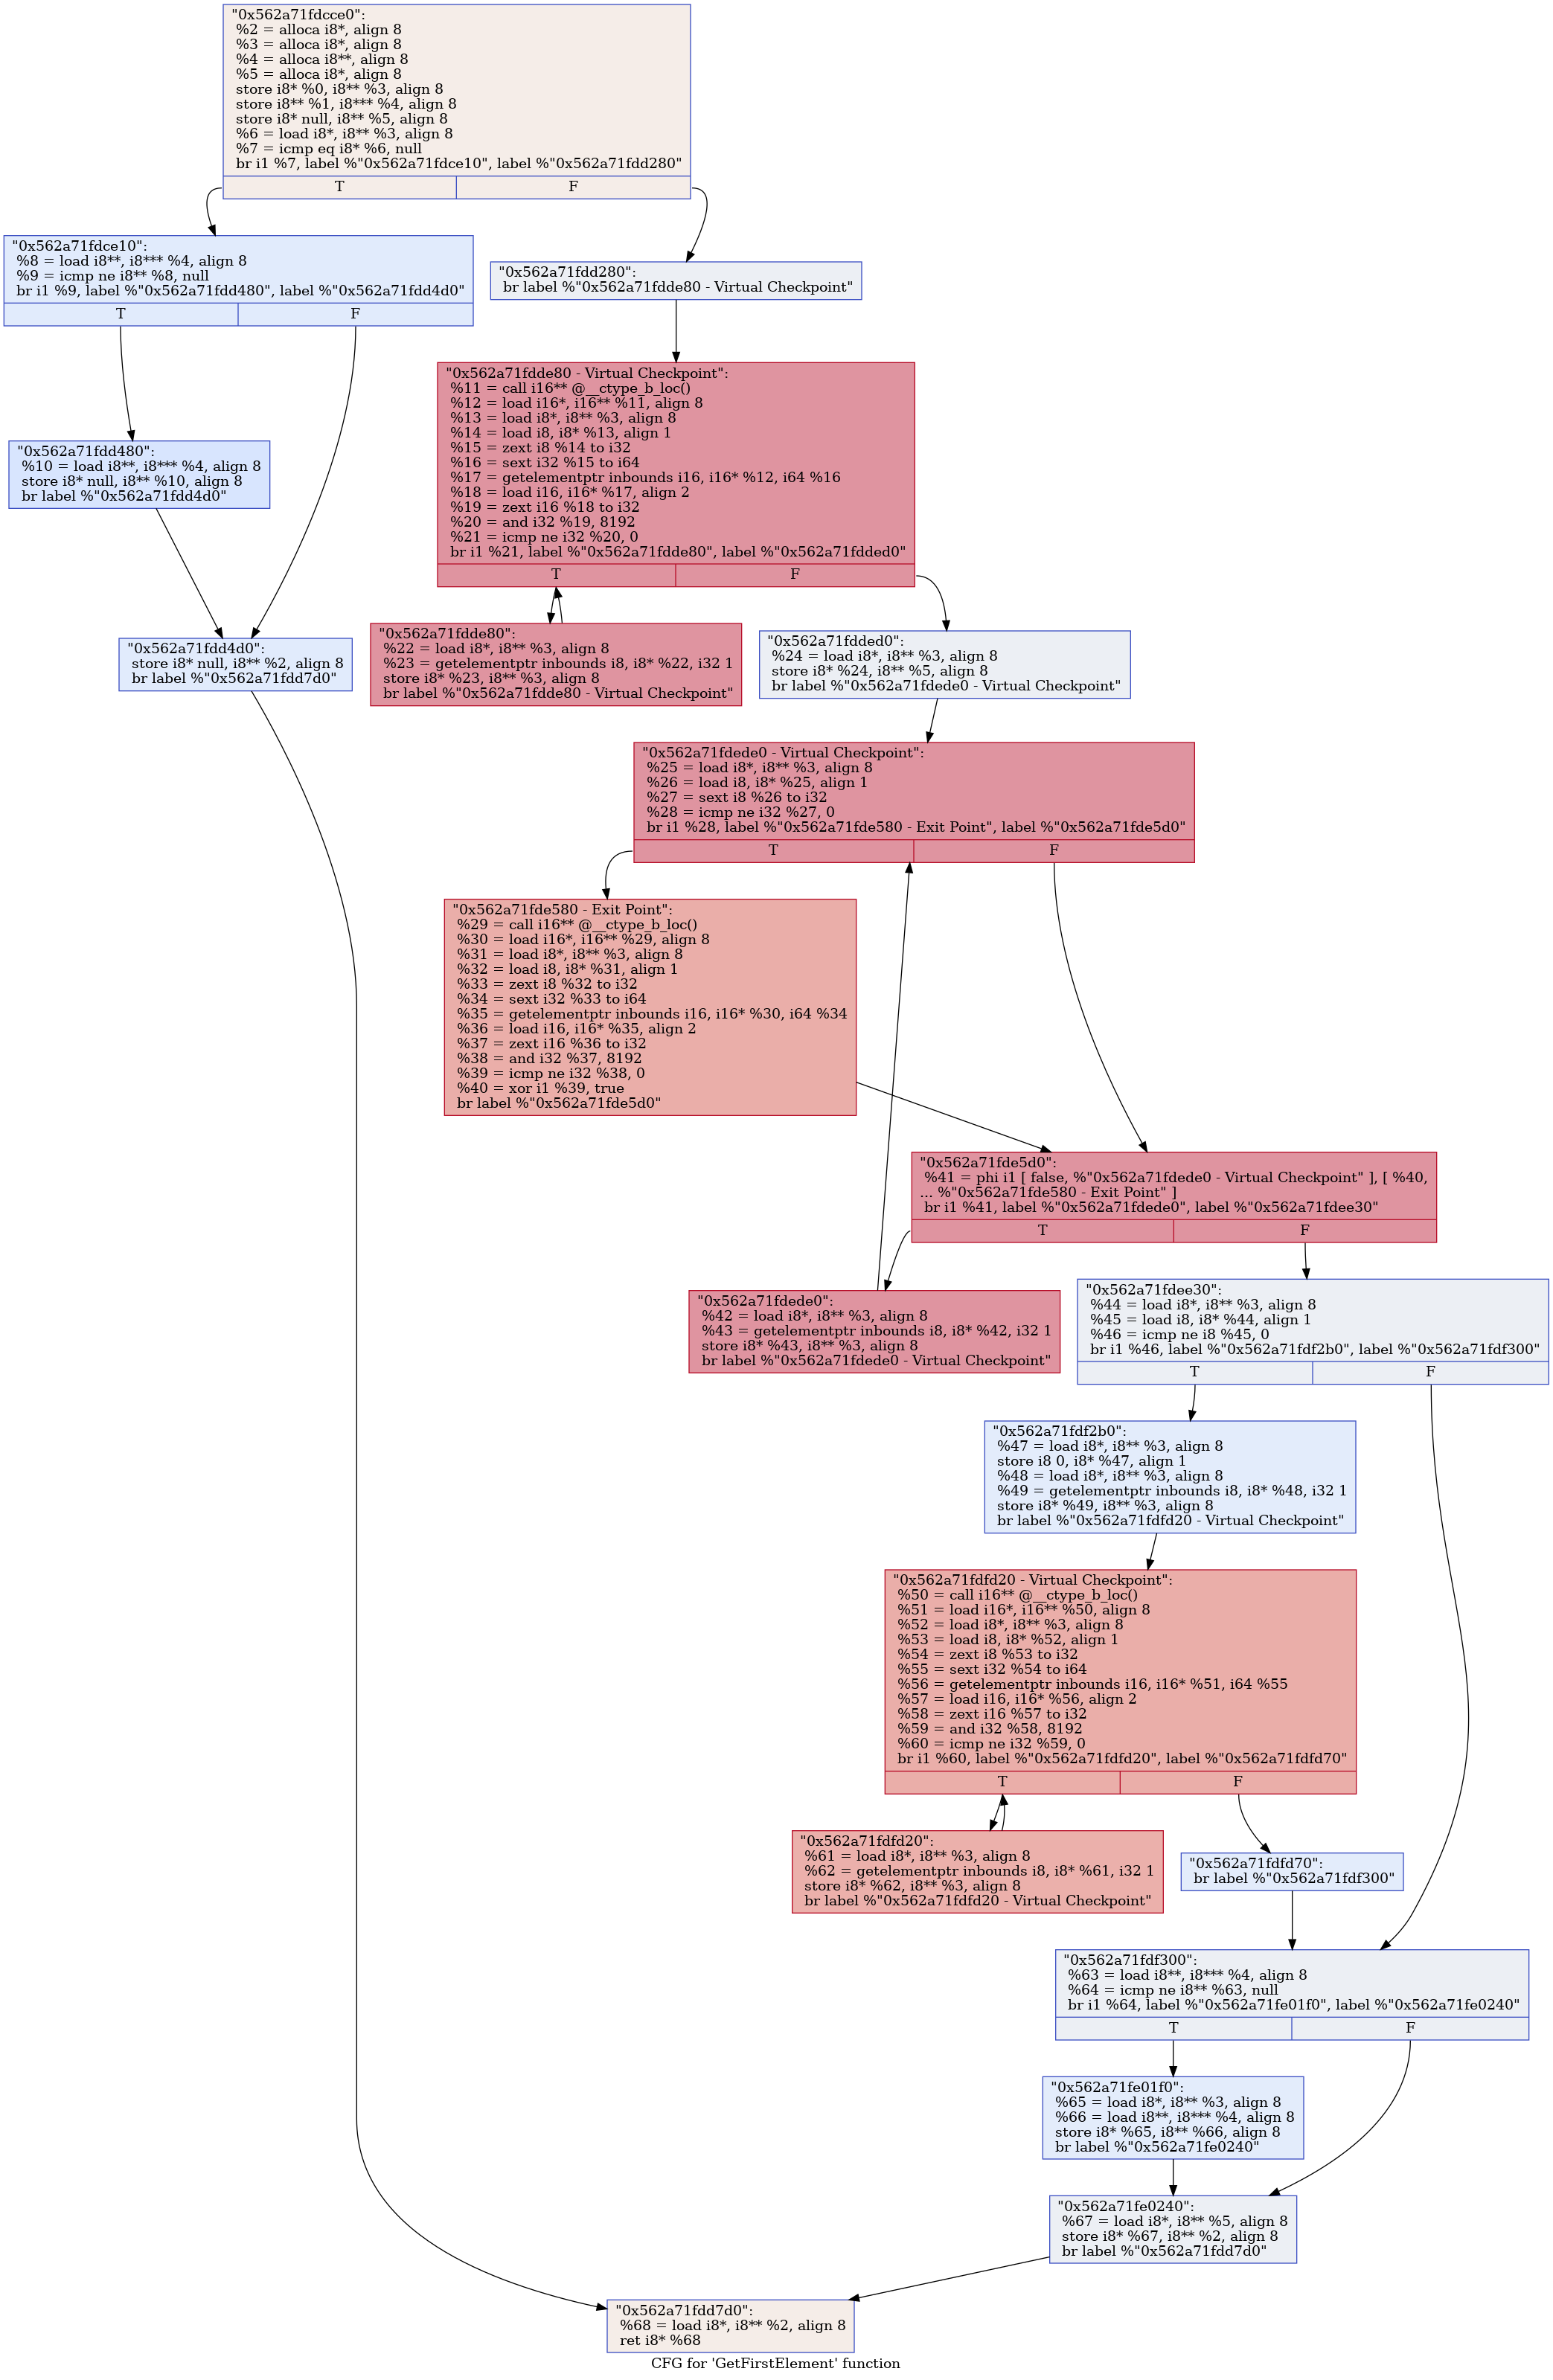 "0x562a71fdcce0":
%2 = alloca i8*, align 8
%3 = alloca i8*, align 8
%4 = alloca i8**, align 8
%5 = alloca i8*, align 8
store i8* %0, i8** %3, align 8
store i8** %1, i8*** %4, align 8
store i8* null, i8** %5, align 8
%6 = load i8*, i8** %3, align 8
%7 = icmp eq i8* %6, null
br i1 %7, label %"0x562a71fdce10", label %"0x562a71fdd280"
T
F
"0x562a71fdce10":
%8 = load i8**, i8*** %4, align 8
%9 = icmp ne i8** %8, null
br i1 %9, label %"0x562a71fdd480", label %"0x562a71fdd4d0"
T
F
"0x562a71fdd280":
br label %"0x562a71fdde80 - Virtual Checkpoint"
"0x562a71fdde80 - Virtual Checkpoint":
%11 = call i16** @__ctype_b_loc()
%12 = load i16*, i16** %11, align 8
%13 = load i8*, i8** %3, align 8
%14 = load i8, i8* %13, align 1
%15 = zext i8 %14 to i32
%16 = sext i32 %15 to i64
%17 = getelementptr inbounds i16, i16* %12, i64 %16
%18 = load i16, i16* %17, align 2
%19 = zext i16 %18 to i32
%20 = and i32 %19, 8192
%21 = icmp ne i32 %20, 0
br i1 %21, label %"0x562a71fdde80", label %"0x562a71fdded0"
T
F
"0x562a71fdd480":
%10 = load i8**, i8*** %4, align 8
store i8* null, i8** %10, align 8
br label %"0x562a71fdd4d0"
"0x562a71fdd4d0":
store i8* null, i8** %2, align 8
br label %"0x562a71fdd7d0"
"0x562a71fdde80":
%22 = load i8*, i8** %3, align 8
%23 = getelementptr inbounds i8, i8* %22, i32 1
store i8* %23, i8** %3, align 8
br label %"0x562a71fdde80 - Virtual Checkpoint"
"0x562a71fdded0":
%24 = load i8*, i8** %3, align 8
store i8* %24, i8** %5, align 8
br label %"0x562a71fdede0 - Virtual Checkpoint"
"0x562a71fdede0 - Virtual Checkpoint":
%25 = load i8*, i8** %3, align 8
%26 = load i8, i8* %25, align 1
%27 = sext i8 %26 to i32
%28 = icmp ne i32 %27, 0
br i1 %28, label %"0x562a71fde580 - Exit Point", label %"0x562a71fde5d0"
T
F
"0x562a71fde580 - Exit Point":
%29 = call i16** @__ctype_b_loc()
%30 = load i16*, i16** %29, align 8
%31 = load i8*, i8** %3, align 8
%32 = load i8, i8* %31, align 1
%33 = zext i8 %32 to i32
%34 = sext i32 %33 to i64
%35 = getelementptr inbounds i16, i16* %30, i64 %34
%36 = load i16, i16* %35, align 2
%37 = zext i16 %36 to i32
%38 = and i32 %37, 8192
%39 = icmp ne i32 %38, 0
%40 = xor i1 %39, true
br label %"0x562a71fde5d0"
"0x562a71fde5d0":
%41 = phi i1 [ false, %"0x562a71fdede0 - Virtual Checkpoint" ], [ %40,
... %"0x562a71fde580 - Exit Point" ]
br i1 %41, label %"0x562a71fdede0", label %"0x562a71fdee30"
T
F
"0x562a71fdede0":
%42 = load i8*, i8** %3, align 8
%43 = getelementptr inbounds i8, i8* %42, i32 1
store i8* %43, i8** %3, align 8
br label %"0x562a71fdede0 - Virtual Checkpoint"
"0x562a71fdee30":
%44 = load i8*, i8** %3, align 8
%45 = load i8, i8* %44, align 1
%46 = icmp ne i8 %45, 0
br i1 %46, label %"0x562a71fdf2b0", label %"0x562a71fdf300"
T
F
"0x562a71fdf2b0":
%47 = load i8*, i8** %3, align 8
store i8 0, i8* %47, align 1
%48 = load i8*, i8** %3, align 8
%49 = getelementptr inbounds i8, i8* %48, i32 1
store i8* %49, i8** %3, align 8
br label %"0x562a71fdfd20 - Virtual Checkpoint"
"0x562a71fdfd20 - Virtual Checkpoint":
%50 = call i16** @__ctype_b_loc()
%51 = load i16*, i16** %50, align 8
%52 = load i8*, i8** %3, align 8
%53 = load i8, i8* %52, align 1
%54 = zext i8 %53 to i32
%55 = sext i32 %54 to i64
%56 = getelementptr inbounds i16, i16* %51, i64 %55
%57 = load i16, i16* %56, align 2
%58 = zext i16 %57 to i32
%59 = and i32 %58, 8192
%60 = icmp ne i32 %59, 0
br i1 %60, label %"0x562a71fdfd20", label %"0x562a71fdfd70"
T
F
"0x562a71fdfd20":
%61 = load i8*, i8** %3, align 8
%62 = getelementptr inbounds i8, i8* %61, i32 1
store i8* %62, i8** %3, align 8
br label %"0x562a71fdfd20 - Virtual Checkpoint"
"0x562a71fdfd70":
br label %"0x562a71fdf300"
"0x562a71fdf300":
%63 = load i8**, i8*** %4, align 8
%64 = icmp ne i8** %63, null
br i1 %64, label %"0x562a71fe01f0", label %"0x562a71fe0240"
T
F
"0x562a71fe01f0":
%65 = load i8*, i8** %3, align 8
%66 = load i8**, i8*** %4, align 8
store i8* %65, i8** %66, align 8
br label %"0x562a71fe0240"
"0x562a71fe0240":
%67 = load i8*, i8** %5, align 8
store i8* %67, i8** %2, align 8
br label %"0x562a71fdd7d0"
"0x562a71fdd7d0":
%68 = load i8*, i8** %2, align 8
ret i8* %68
CFG for 'GetFirstElement' function